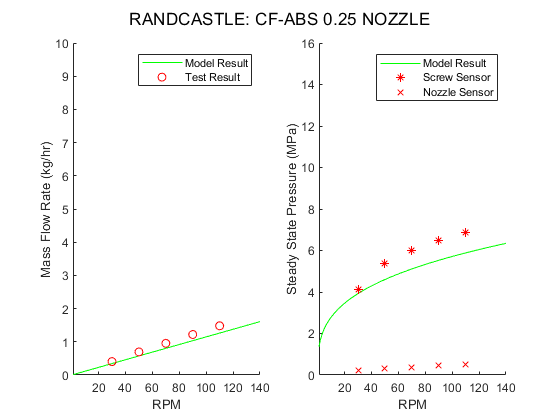 RANDCASTLE: CF-ABS 0.25 NOZZLE
Mass Flow Rate (kg/hr)
10
9
8
7
6
5
4
3
2
1
0
20 40 60 80 100 120 140
RPM
Model Result
Test Result
Steady State Pressure (MPa)
16
14
12
10
8
6
4
2
0
20 40 60 80 100 120 140
RPM
Model Result
Screw Sensor
Nozzle Sensor